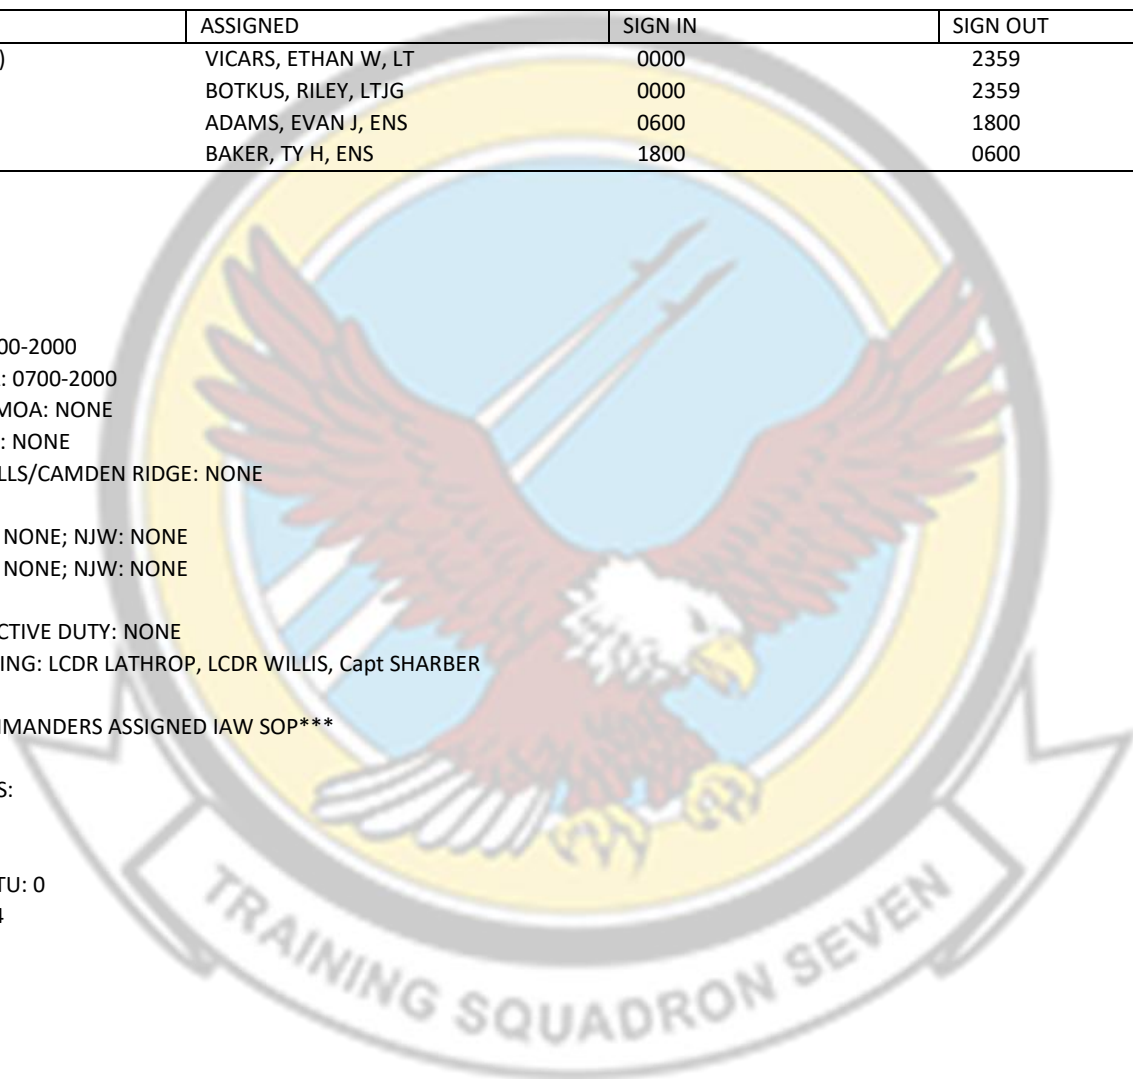 ASSIGNED SIGN IN SIGN OUT
) VICARS, ETHAN W, LT 0000 2359
BOTKUS, RILEY, LTJG 0000 2359
ADAMS, EVAN J, ENS 0600 1800
BAKER, TY H, ENS 1800 0600
00-2000
: 0700-2000
MOA: NONE
: NONE
LLS/CAMDEN RIDGE: NONE
NONE; NJW: NONE
NONE; NJW: NONE
CTIVE DUTY: NONE
ING: LCDR LATHROP, LCDR WILLIS, Capt SHARBER
MMANDERS ASSIGNED IAW SOP***
S:
TU: 0
4
TRAINING SQUADRON SEVEN